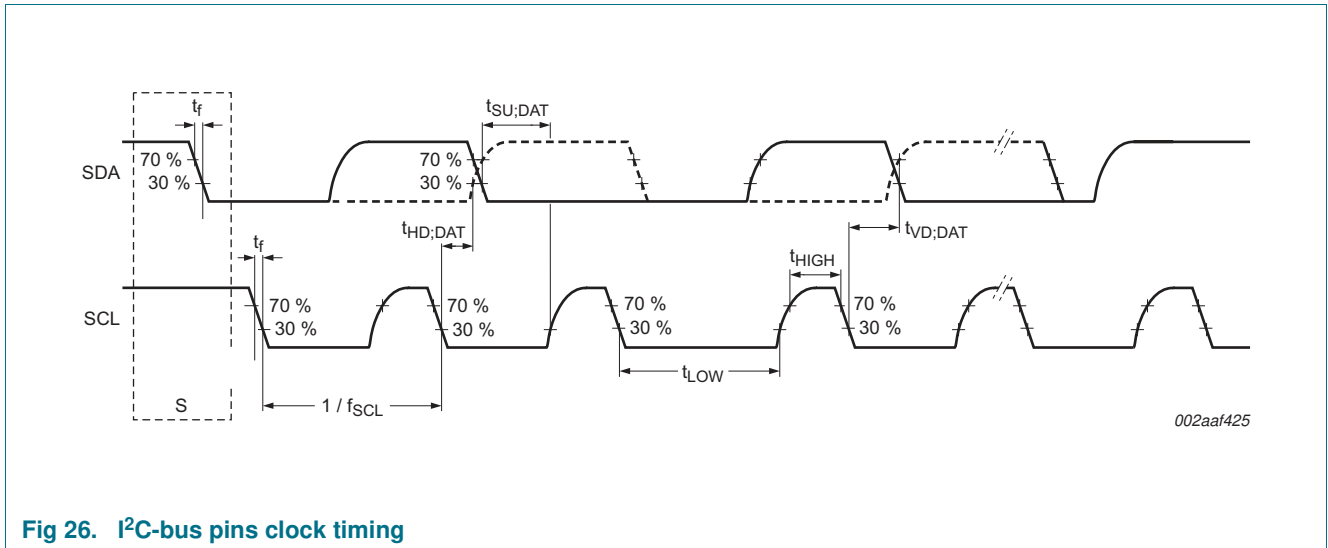 tf
tSU;DAT
70 %
30 %
70 %
30 %
SDA
tHD;DAT
tVD;DAT
tf
tHIGH
70 %
30 %
70 %
30 %
70 %
30 %
70 %
30 %
SCL
tLOW
S
1 / fSCL
002aaf425
Fig 26. I²C-bus pins clock timing